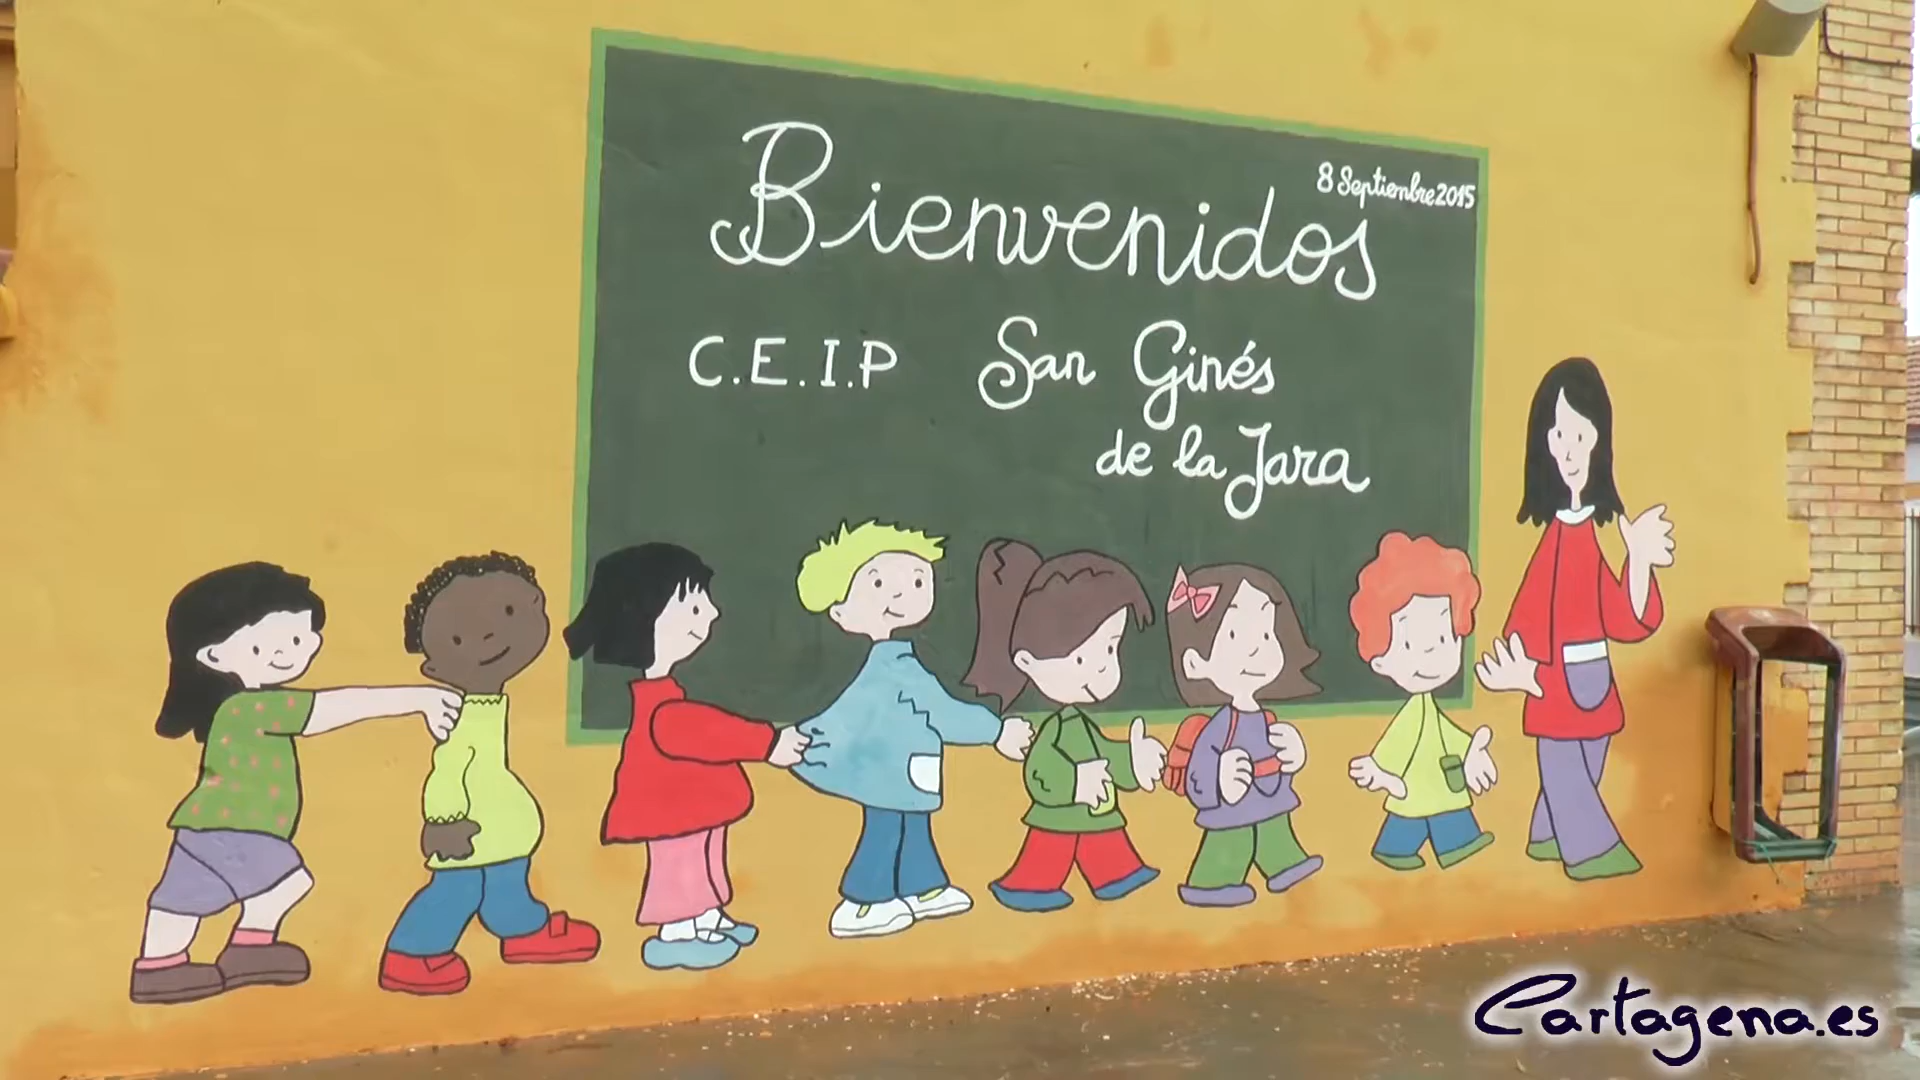 8 Septiembre 2015
Bienvenidos
C.E.I.P San Ginés
de la Jara
Cartagena.es